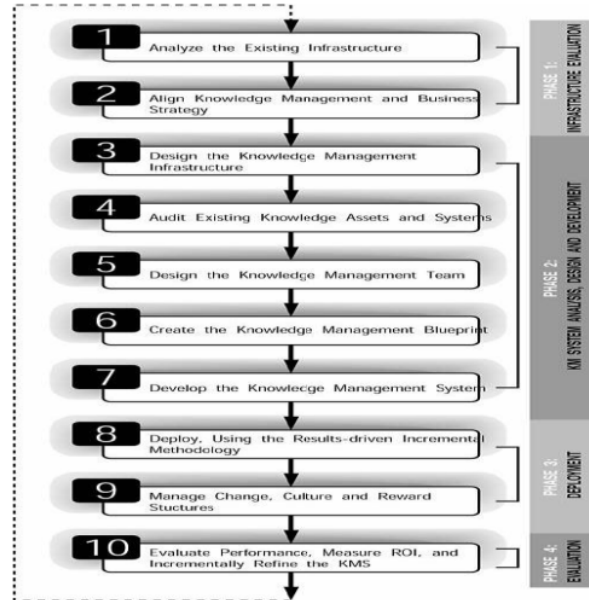 1
Analyze the Existing Infrastructure
2
Align Knowledge Management and Business
Strategy
3
Design the Knowledge Management
Infrastructure
4
Audit Existing Knowledge Assets and Systems
5
Design the Knowledge Management Team
6
Create the Knowledge Management Blueprint
7
Develop the Knowledge Management System
8
Deploy, Using the Results-driven Incremental
Methodology
9
Manage Change, Culture and Reward
Stuctures
10
Evaluate Performance, Measure ROI, and
Incrementally Refine the KMS
PHASE 1:
INFRASTRUCTURE EVALUATION
PHASE 2:
KM SYSTEM ANALYSIS, DESIGN AND DEVELOPMENT
PHASE 3:
DEPLOYMENT
PHASE 4:
EVALUATION